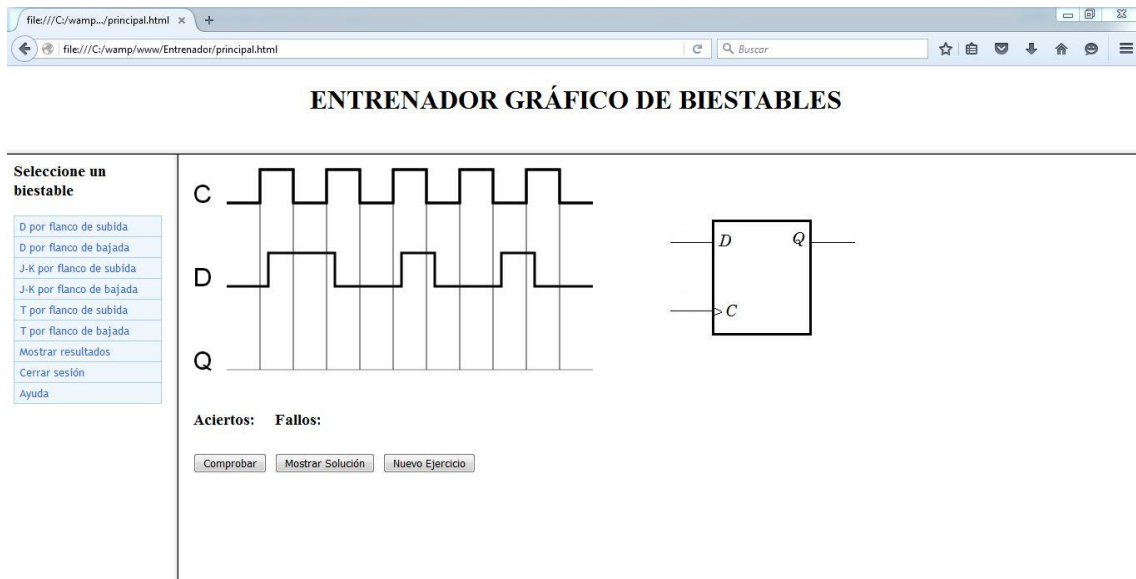 file:///C:/wamp.../principal.html × +
file:///C:/wamp/www/Entrenador/principal.html Buscar
ENTRENADOR GRÁFICO DE BIESTABLES
Seleccione un
biestable
D por flanco de subida
D por flanco de bajada
J-K por flanco de subida
J-K por flanco de bajada
T por flanco de subida
T por flanco de bajada
Mostrar resultados
Cerrar sesión
Ayuda
C
D
Q
D Q
C
Aciertos: Fallos:
Comprobar Mostrar Solución Nuevo Ejercicio